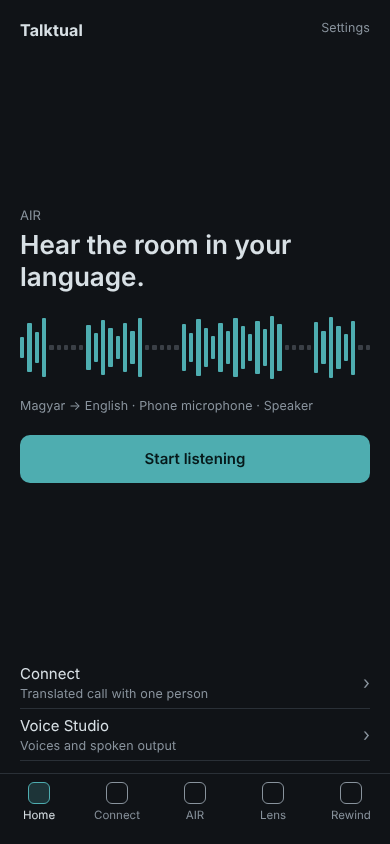 Talktual
Settings
AIR
Hear the room in your
language.
Magyar → English · Phone microphone · Speaker
Start listening
Connect
Translated call with one person
Voice Studio
Voices and spoken output
Home
Connect
AIR
Lens
Rewind